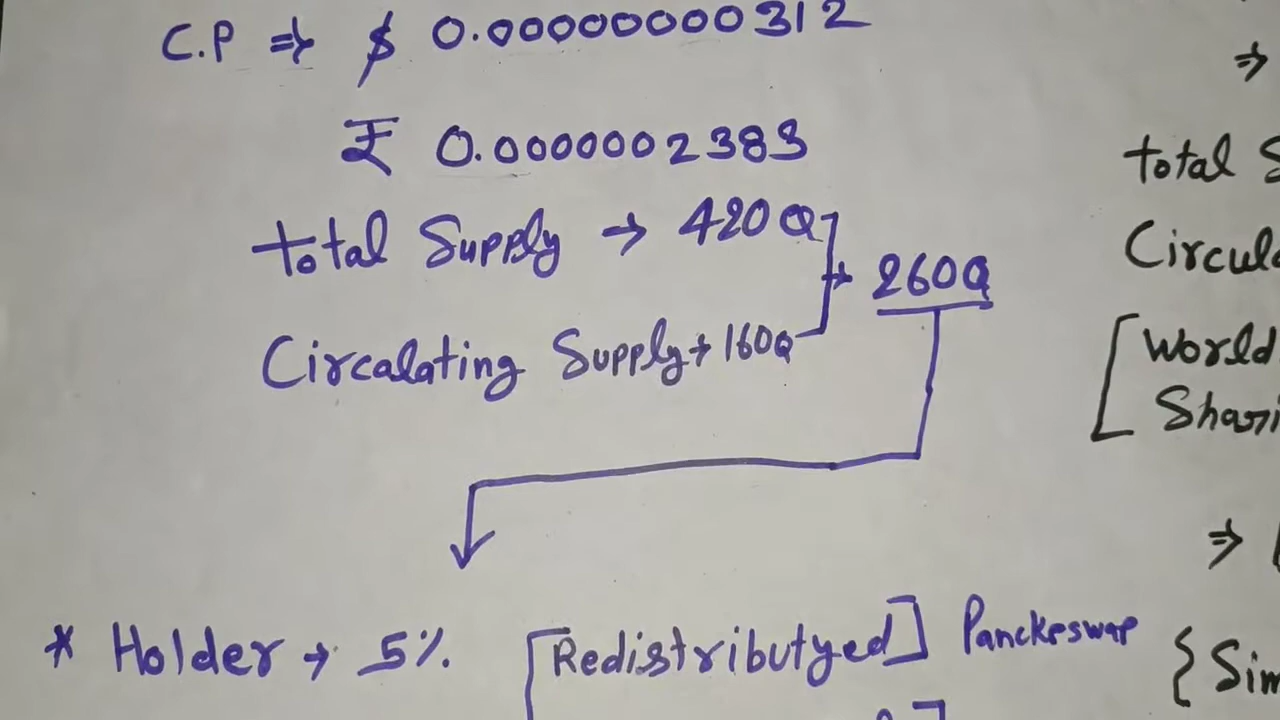 C.P ⇒ $ 0.00000000312
₹ 0.0000002383
Total Supply → 420Q
260Q
Circalating Supply → 160Q
* Holder → 5%. [Redistributyed] Panckeswap
⇒
total S
Circula
[World
Shari
⇒
{Sim